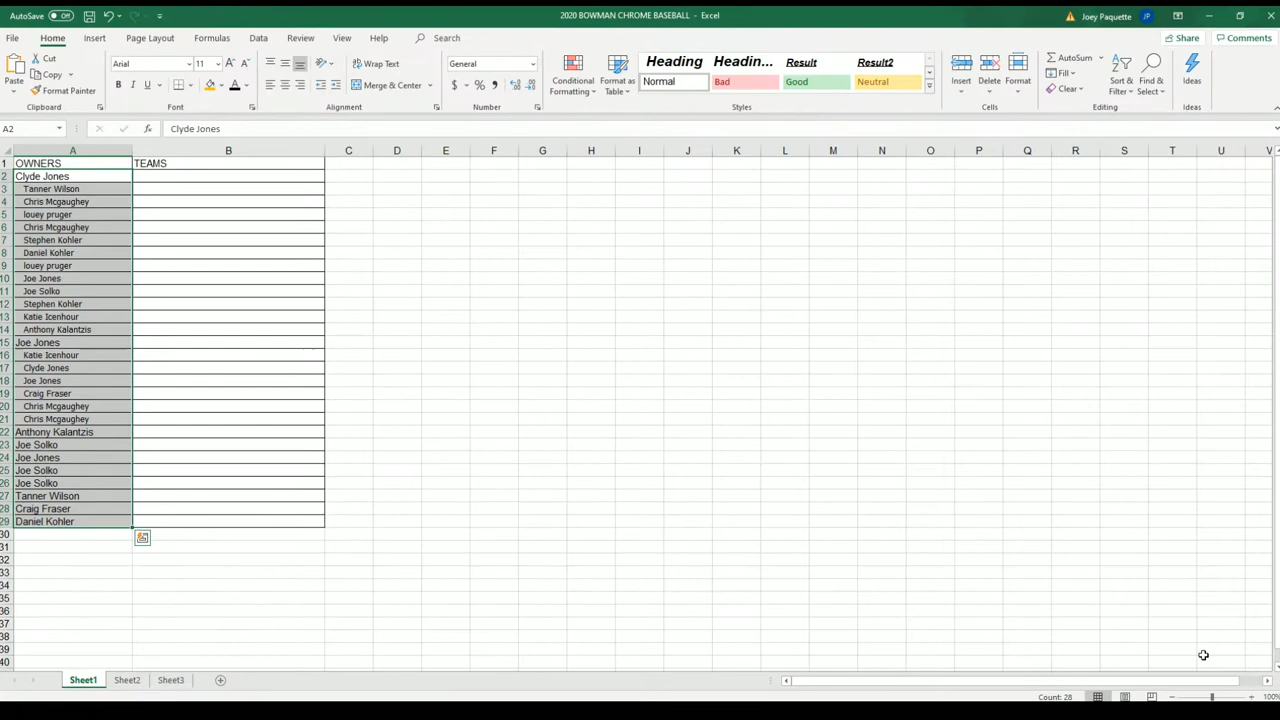 AutoSave Off 2020 BOWMAN CHROME BASEBALL - Excel Joey Paquette JP
File Home Insert Page Layout Formulas Data Review View Help Search Share Comments
Paste Cut Copy Format Painter Clipboard
Arial 11 A A B I U A Font
Wrap Text Merge & Center Alignment
General $ % , Number
Conditional Formatting Format as Table
Heading Headin... Result Result2
Normal Bad Good Neutral
Styles
Insert Delete Format Cells
AutoSum Fill Clear Sort & Filter Find & Select Editing
Ideas Ideas
A2 fx Clyde Jones
A B C D E F G H I J K L M N O P Q R S T U V
1 OWNERS TEAMS
2 Clyde Jones
3 Tanner Wilson
4 Chris Mcgaughey
5 louey pruger
6 Chris Mcgaughey
7 Stephen Kohler
8 Daniel Kohler
9 louey pruger
10 Joe Jones
11 Joe Solko
12 Stephen Kohler
13 Katie Icenhour
14 Anthony Kalantzis
15 Joe Jones
16 Katie Icenhour
17 Clyde Jones
18 Joe Jones
19 Craig Fraser
20 Chris Mcgaughey
21 Chris Mcgaughey
22 Anthony Kalantzis
23 Joe Solko
24 Joe Jones
25 Joe Solko
26 Joe Solko
27 Tanner Wilson
28 Craig Fraser
29 Daniel Kohler
30
31
32
33
34
35
36
37
38
39
40
Sheet1 Sheet2 Sheet3
Count: 28 100%